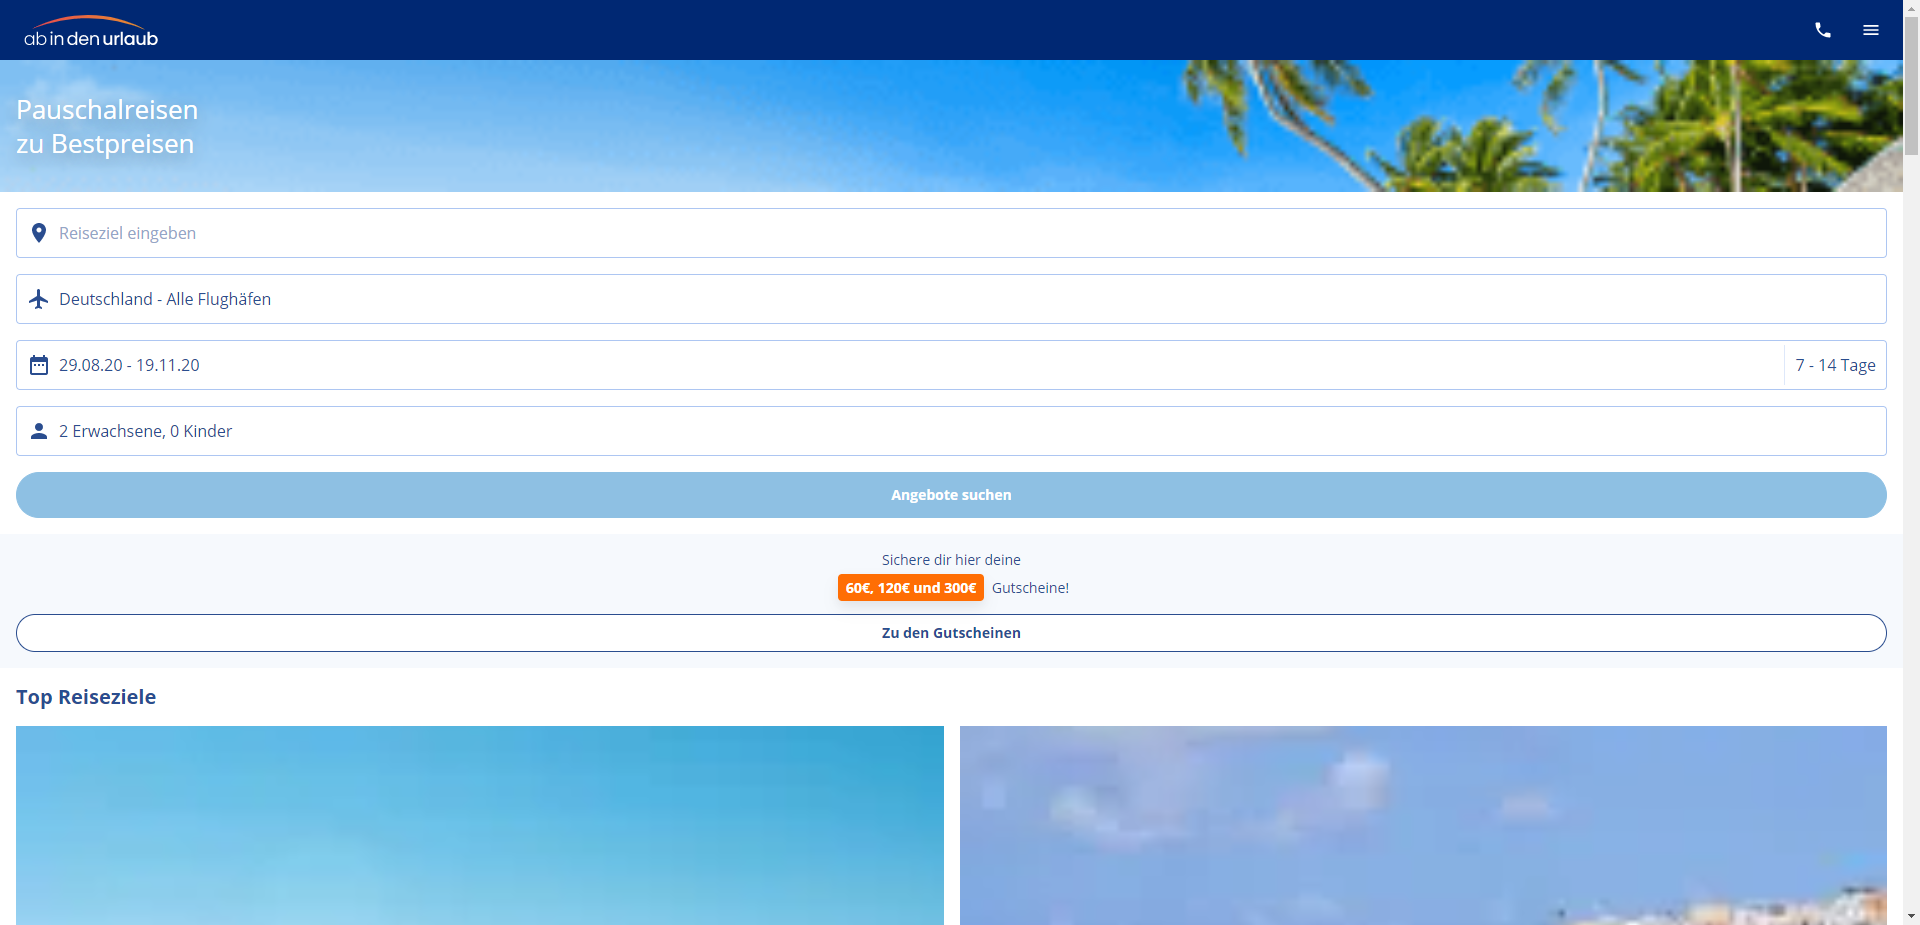 ab in den urlaub
Pauschalreisen
zu Bestpreisen
Reiseziel eingeben
Deutschland - Alle Flughäfen
29.08.20 - 19.11.20
7 - 14 Tage
2 Erwachsene, 0 Kinder
Angebote suchen
Sichere dir hier deine
60€, 120€ und 300€ Gutscheine!
Zu den Gutscheinen
Top Reiseziele